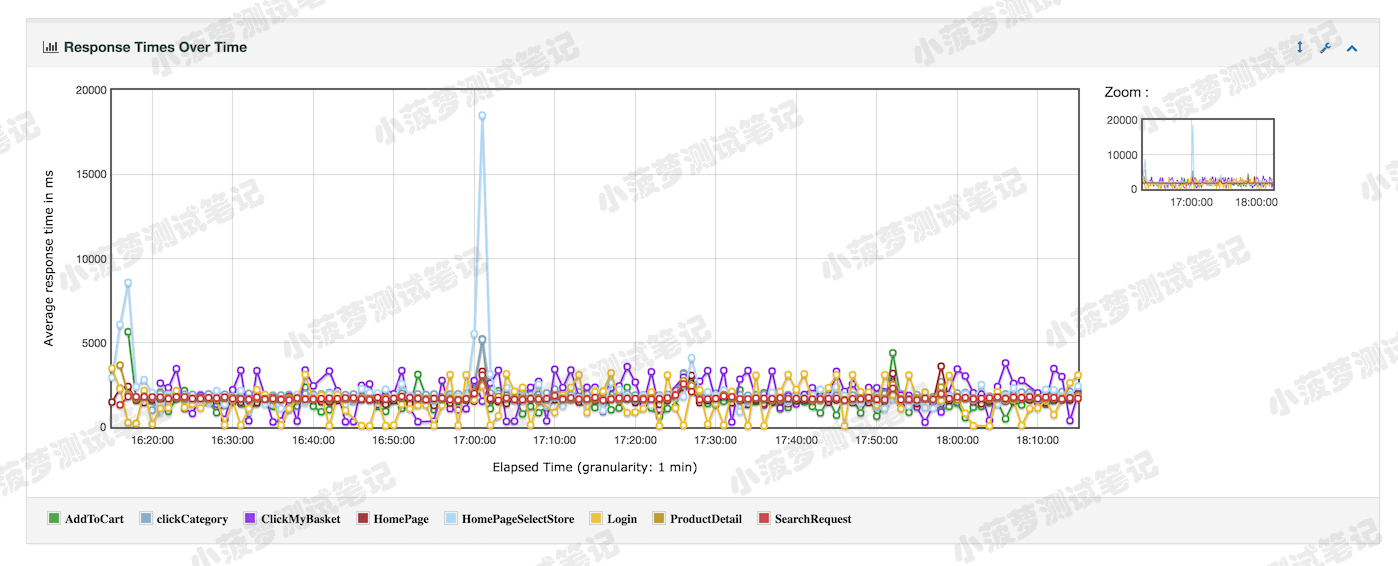 Response Times Over Time
Zoom :
20000
10000
0
17:00:00 18:00:00
Average response time in ms
20000
15000
10000
5000
0
16:20:00 16:30:00 16:40:00 16:50:00 17:00:00 17:10:00 17:20:00 17:30:00 17:40:00 17:50:00 18:00:00 18:10:00
Elapsed Time (granularity: 1 min)
AddToCart clickCategory ClickMyBasket HomePage HomePageSelectStore Login ProductDetail SearchRequest
小菠萝测试笔记